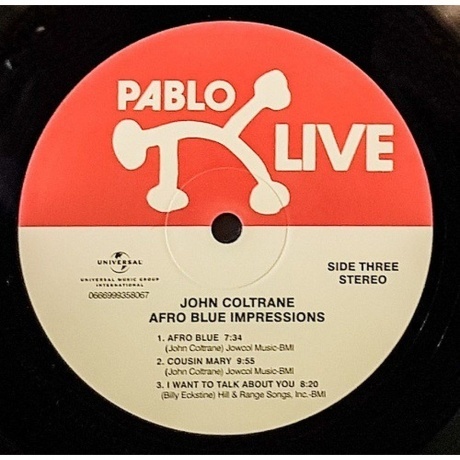 PABLO
LIVE
UNIVERSAL
UNIVERSAL MUSIC GROUP
INTERNATIONAL
0666999358067
SIDE THREE
STEREO
JOHN COLTRANE
AFRO BLUE IMPRESSIONS
1. AFRO BLUE 7:34
(John Coltrane) Jowcol Music-BMI
2. COUSIN MARY 9:55
(John Coltrane) Jowcol Music-BMI
3. I WANT TO TALK ABOUT YOU 8:20
(Billy Eckstine) Hill & Range Songs, Inc.-BMI